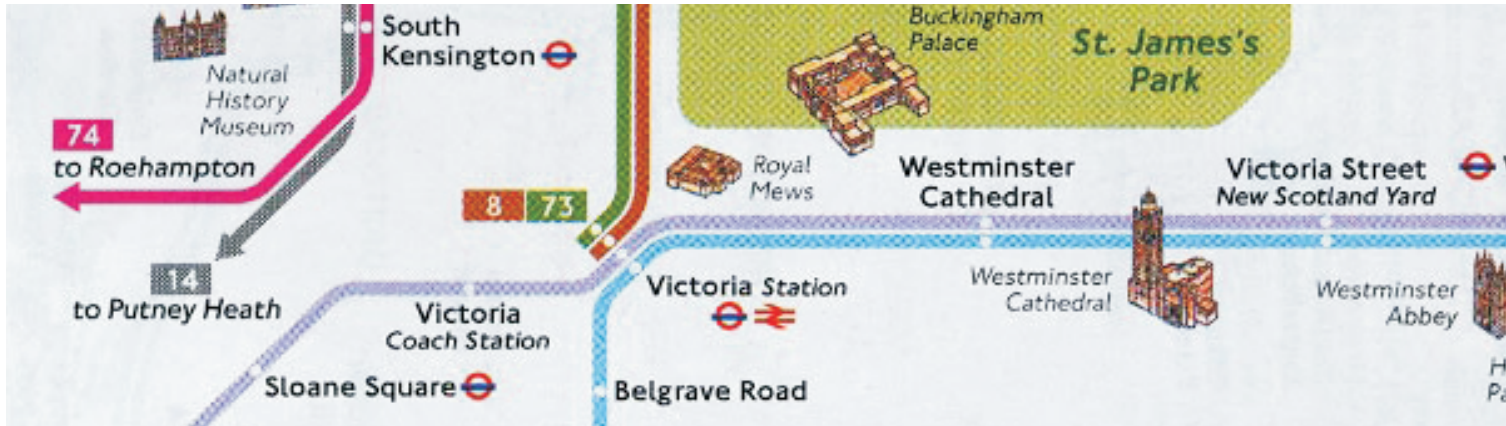 South
Kensington
Natural
History
Museum
74
to Roehampton
14
to Putney Heath
8 73
Buckingham
Palace
St. James's
Park
Royal
Mews
Westminster
Cathedral
Victoria Street
New Scotland Yard
Victoria Station
Westminster
Cathedral
Westminster
Abbey
Victoria
Coach Station
Sloane Square
Belgrave Road